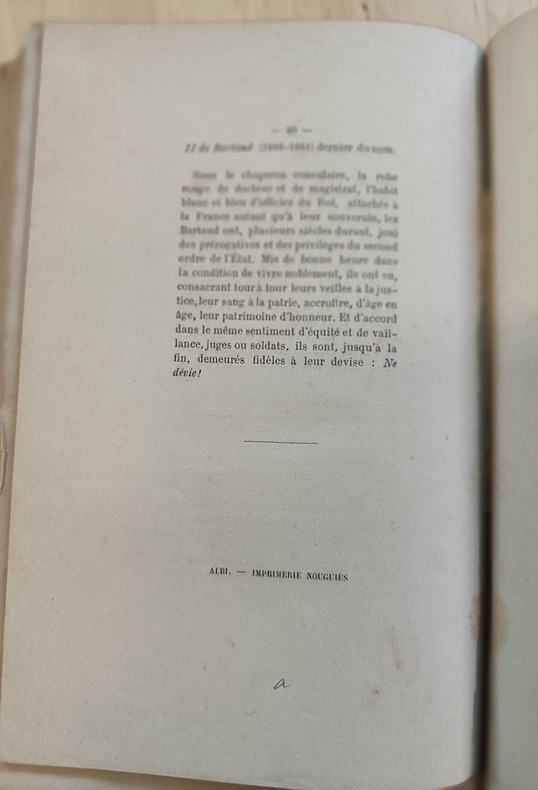 II de Bartaud (1808-1861) dernier du nom.
Sous le chaperon consulaire, la robe
rouge de docteur et de magistrat, l'habit
blanc et bleu d'officier du Roi, attachés à
la France autant qu'à leur souverain, les
Bartaud ont, plusieurs siècles durant, joui
des prérogatives et des privilèges du second
ordre de l'État. Mis de bonne heure dans
la condition de vivre noblement, ils ont su,
consacrant tour à tour leurs veilles à la jus-
tice, leur sang à la patrie, accroître, d'âge en
âge, leur patrimoine d'honneur. Et d'accord
dans le même sentiment d'équité et de vail-
lance, juges ou soldats, ils sont, jusqu'à la
fin, demeurés fidèles à leur devise : Ne
dévie!
ALBI. — IMPRIMERIE NOUGUIÈS
a